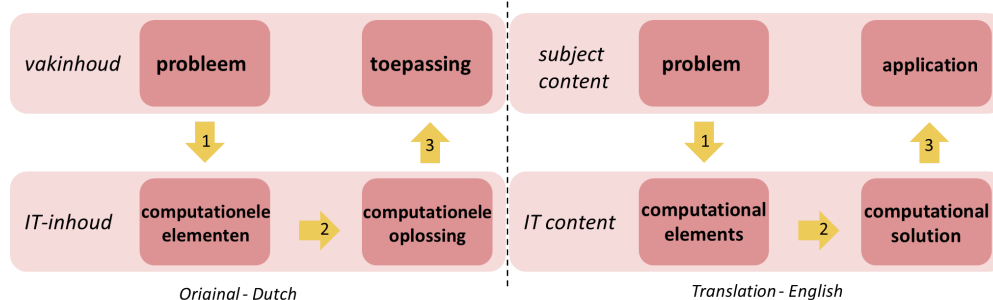 vakinhoud
probleem
toepassing
1
3
IT-inhoud
computationele
elementen
2
computationele
oplossing
Original - Dutch
subject
content
problem
application
1
3
IT content
computational
elements
2
computational
solution
Translation - English